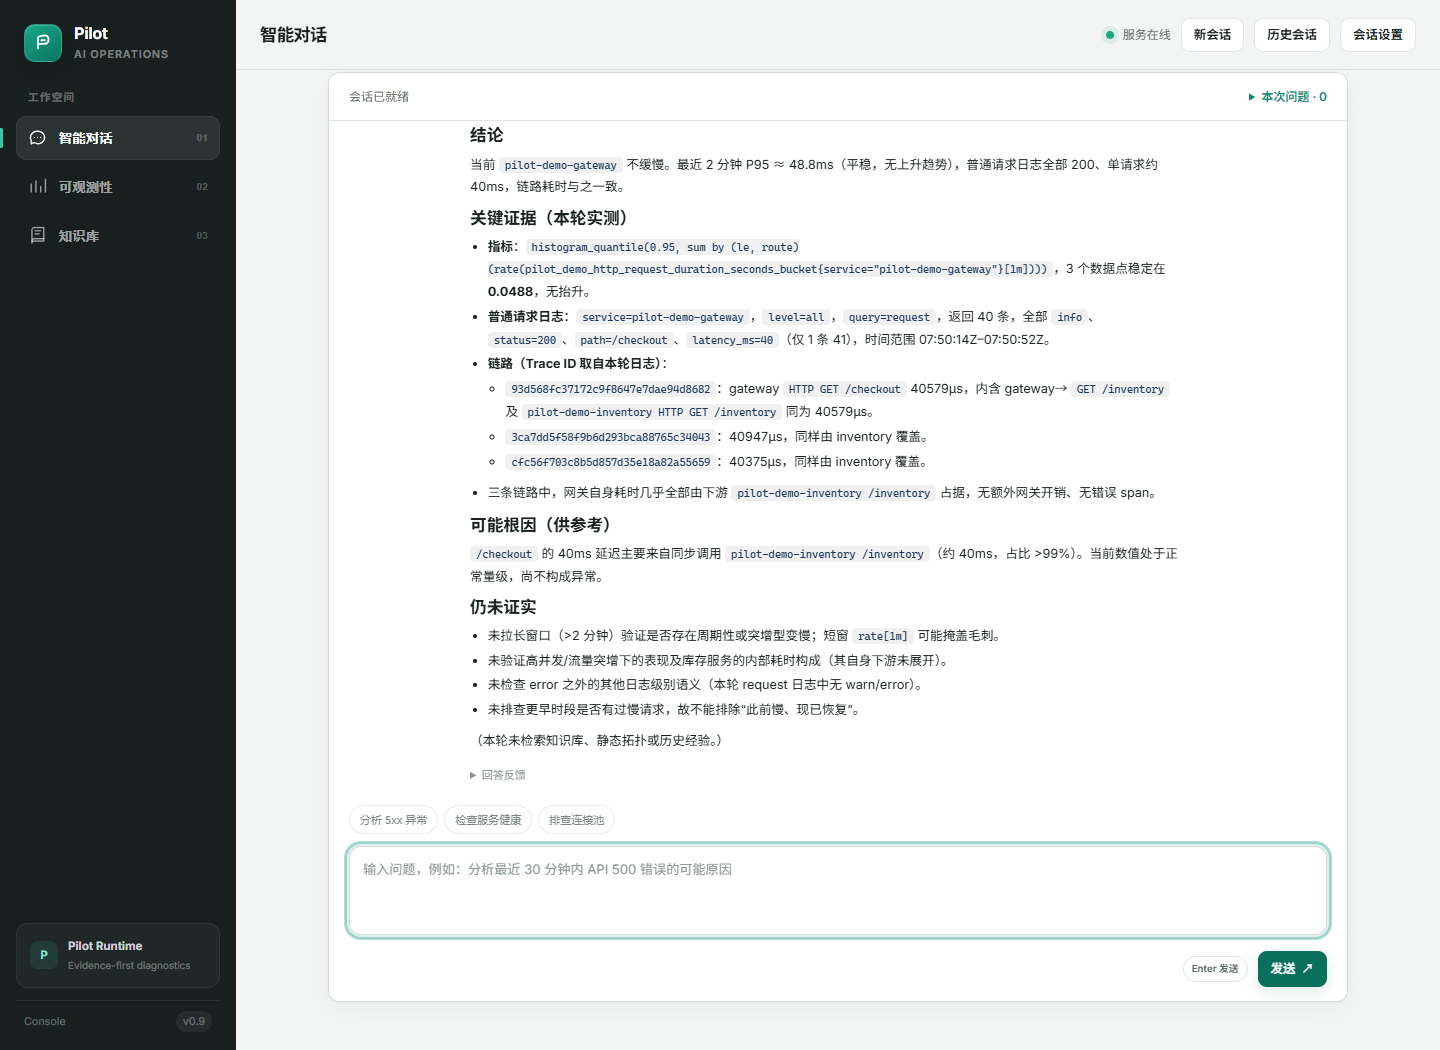 Pilot
AI OPERATIONS
工作空间
智能对话 01
可观测性 02
知识库 03
P
Pilot Runtime
Evidence-first diagnostics
Console v0.9
智能对话
服务在线 新会话 历史会话 会话设置
会话已就绪
▶ 本次问题 · 0
结论
当前 pilot-demo-gateway 不缓慢。最近 2 分钟 P95 ≈ 48.8ms（平稳，无上升趋势），普通请求日志全部 200、单请求约
40ms，链路耗时与之一致。
关键证据（本轮实测）
• 指标： histogram_quantile(0.95, sum by (le, route)
(rate(pilot_demo_http_request_duration_seconds_bucket{service="pilot-demo-gateway"}[1m]))) ，3 个数据点稳定在
0.0488，无抬升。
• 普通请求日志： service=pilot-demo-gateway ， level=all ， query=request ，返回 40 条，全部 info 、
status=200 、 path=/checkout 、 latency_ms=40 （仅 1 条 41），时间范围 07:50:14Z–07:50:52Z。
• 链路（Trace ID 取自本轮日志）：
◦ 93d568fc37172c9f8647e7dae94d8682 ：gateway HTTP GET /checkout 40579μs，内含 gateway→ GET /inventory
及 pilot-demo-inventory HTTP GET /inventory 同为 40579μs。
◦ 3ca7dd5f58f9b6d293bca88765c34043 ：40947μs，同样由 inventory 覆盖。
◦ cfc56f703c8b5d857d35e18a82a55659 ：40375μs，同样由 inventory 覆盖。
• 三条链路中，网关自身耗时几乎全部由下游 pilot-demo-inventory /inventory 占据，无额外网关开销、无错误 span。
可能根因（供参考）
/checkout 的 40ms 延迟主要来自同步调用 pilot-demo-inventory /inventory （约 40ms，占比 >99%）。当前数值处于正
常量级，尚不构成异常。
仍未证实
• 未拉长窗口（>2 分钟）验证是否存在周期性或突增型变慢；短窗 rate[1m] 可能掩盖毛刺。
• 未验证高并发/流量突增下的表现及库存服务的内部耗时构成（其自身下游未展开）。
• 未检查 error 之外的其他日志级别语义（本轮 request 日志中无 warn/error）。
• 未排查更早时段是否有过慢请求，故不能排除“此前慢、现已恢复”。
（本轮未检索知识库、静态拓扑或历史经验。）
▶ 回答反馈
分析 5xx 异常 检查服务健康 排查连接池
输入问题，例如：分析最近 30 分钟内 API 500 错误的可能原因
Enter 发送 发送 ↗